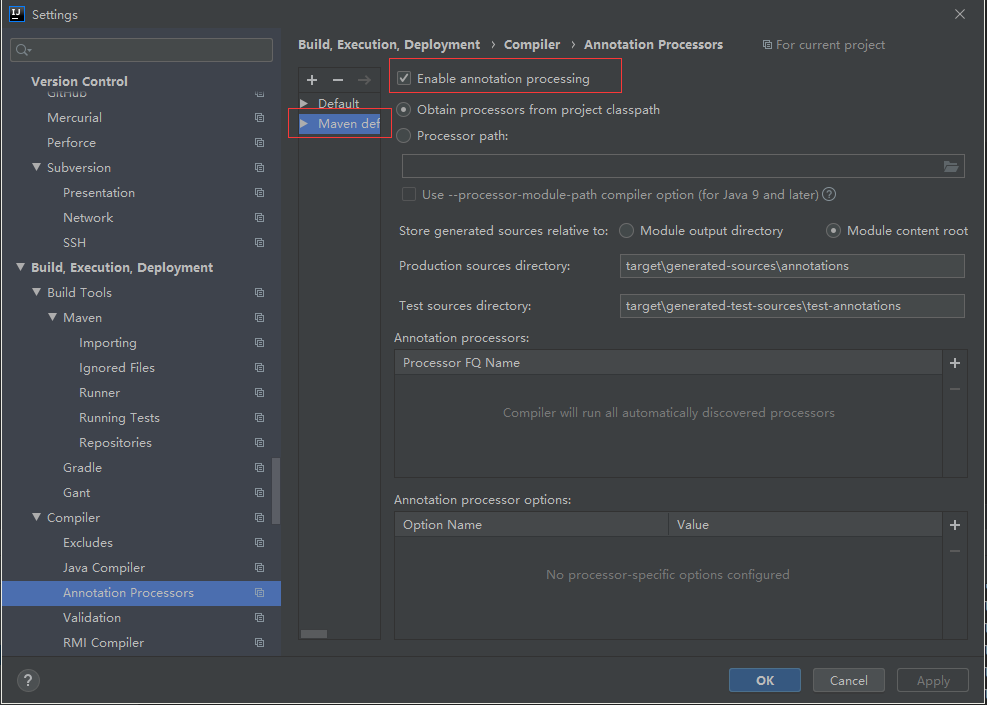 Settings
Version Control
GitHub
Mercurial
Perforce
Subversion
Presentation
Network
SSH
Build, Execution, Deployment
Build Tools
Maven
Importing
Ignored Files
Runner
Running Tests
Repositories
Gradle
Gant
Compiler
Excludes
Java Compiler
Annotation Processors
Validation
RMI Compiler
Build, Execution, Deployment › Compiler › Annotation Processors For current project
Default
Maven def
Enable annotation processing
Obtain processors from project classpath
Processor path:
Use --processor-module-path compiler option (for Java 9 and later) ?
Store generated sources relative to: Module output directory Module content root
Production sources directory: target\generated-sources\annotations
Test sources directory: target\generated-test-sources\test-annotations
Annotation processors:
Processor FQ Name
Compiler will run all automatically discovered processors
Annotation processor options:
Option Name Value
No processor-specific options configured
? OK Cancel Apply